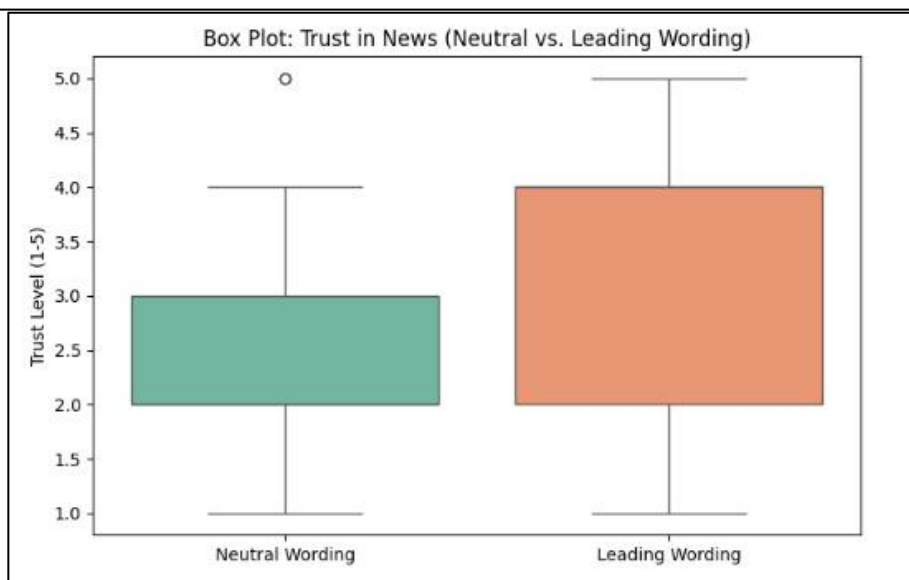 Box Plot: Trust in News (Neutral vs. Leading Wording)
Trust Level (1-5)
5.0
4.5
4.0
3.5
3.0
2.5
2.0
1.5
1.0
Neutral Wording
Leading Wording